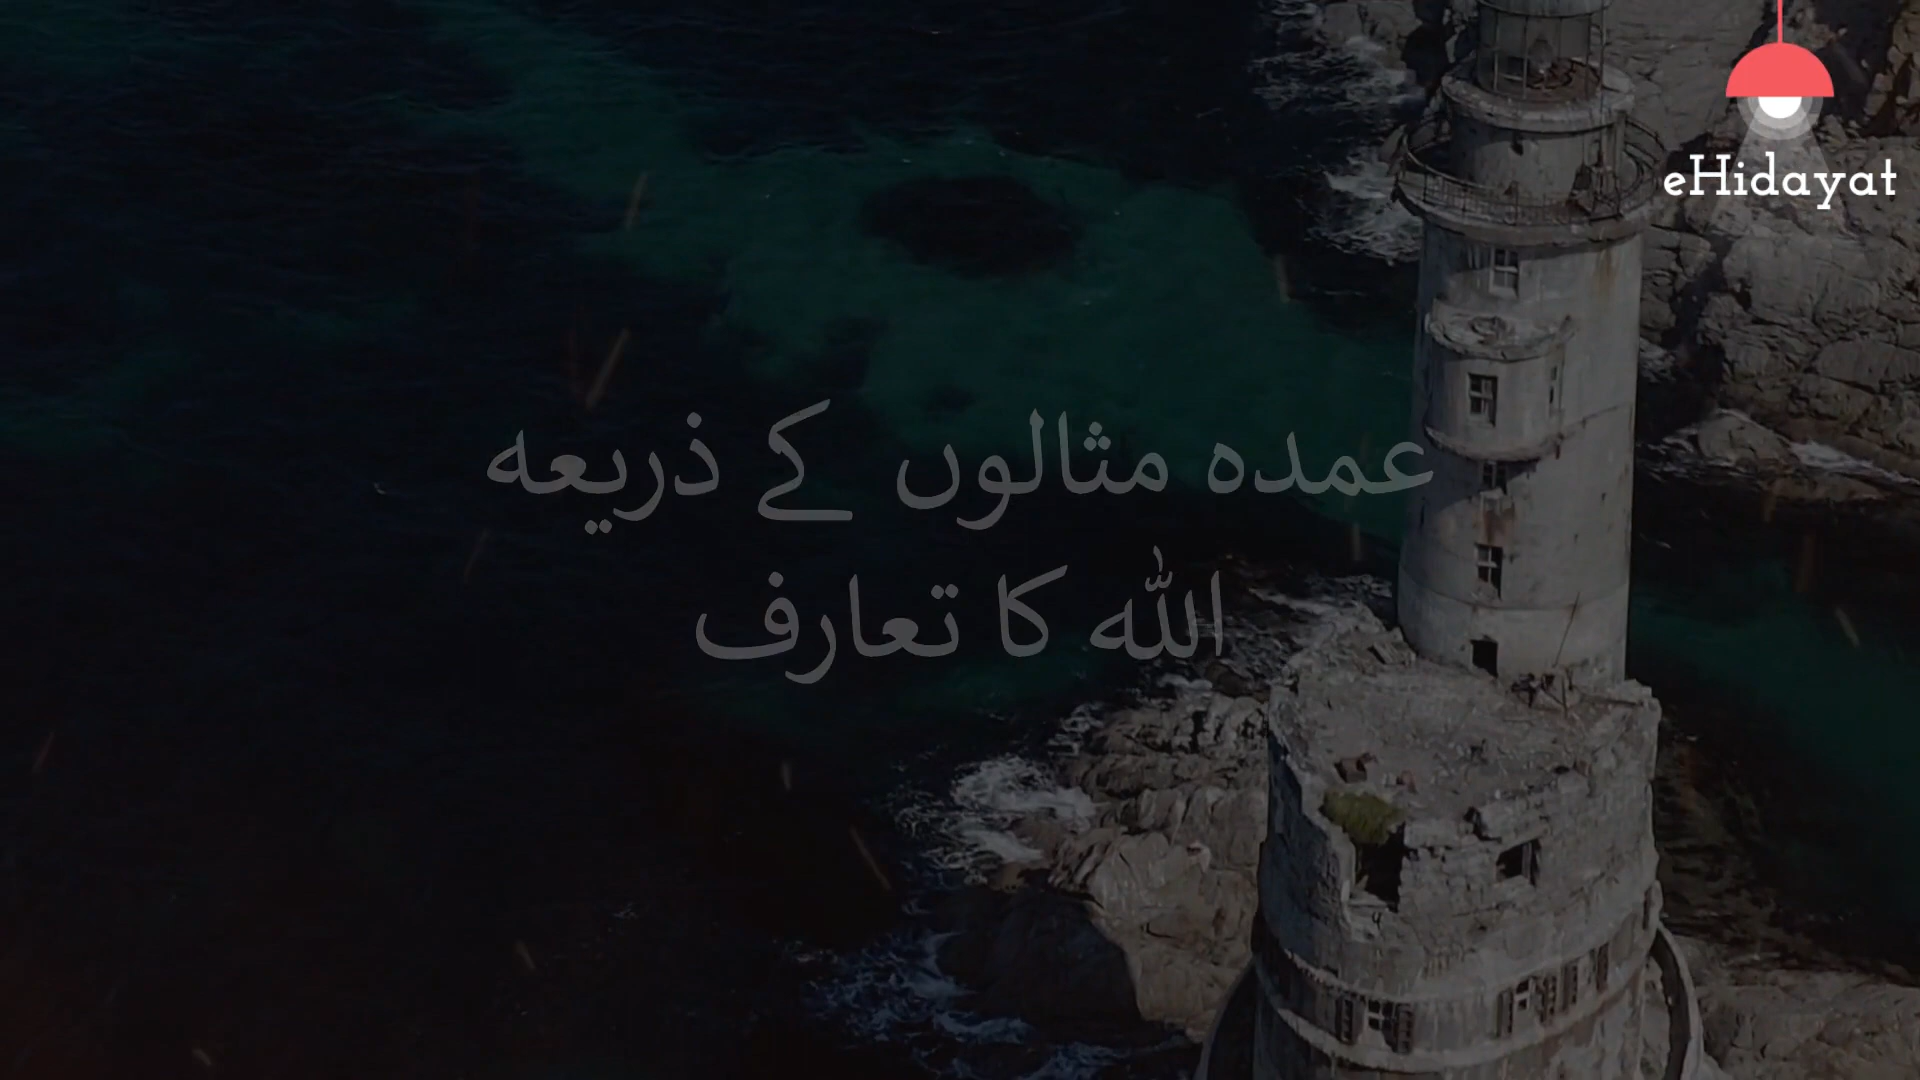 eHidayat
عمدہ مثالوں کے ذریعہ
اللہ کا تعارف